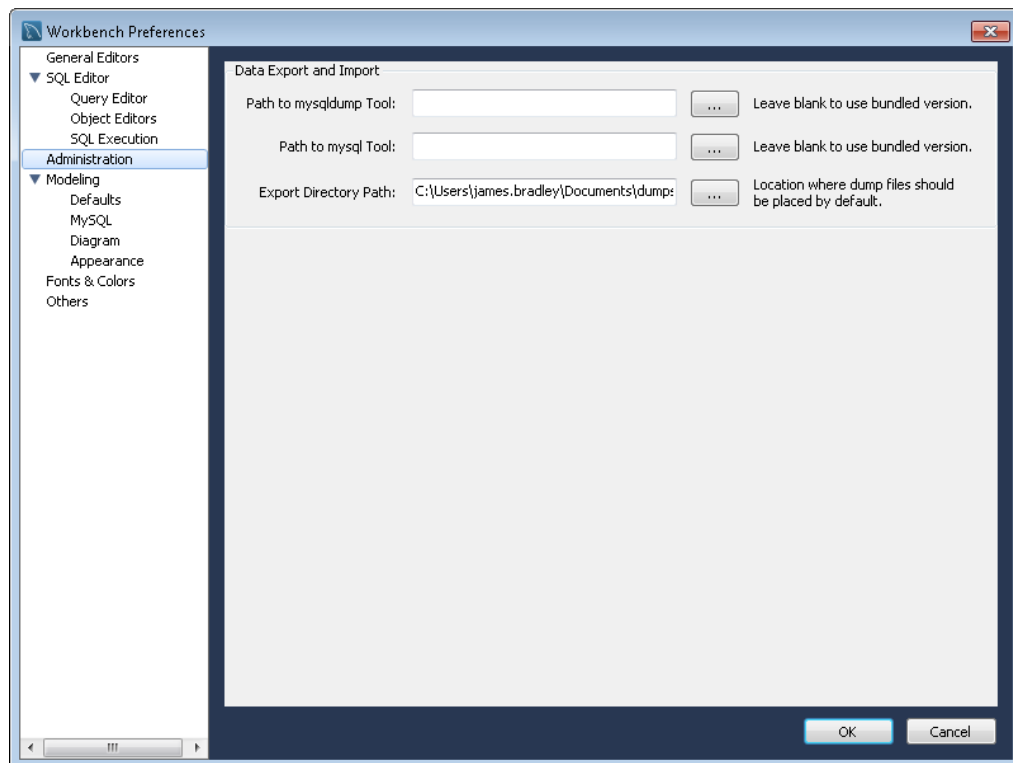 Workbench Preferences
General Editors
SQL Editor
Query Editor
Object Editors
SQL Execution
Administration
Modeling
Defaults
MySQL
Diagram
Appearance
Fonts & Colors
Others
Data Export and Import
Path to mysqldump Tool:
...
Leave blank to use bundled version.
Path to mysql Tool:
...
Leave blank to use bundled version.
Export Directory Path:
C:\Users\james.bradley\Documents\dumps
...
Location where dump files should
be placed by default.
OK
Cancel